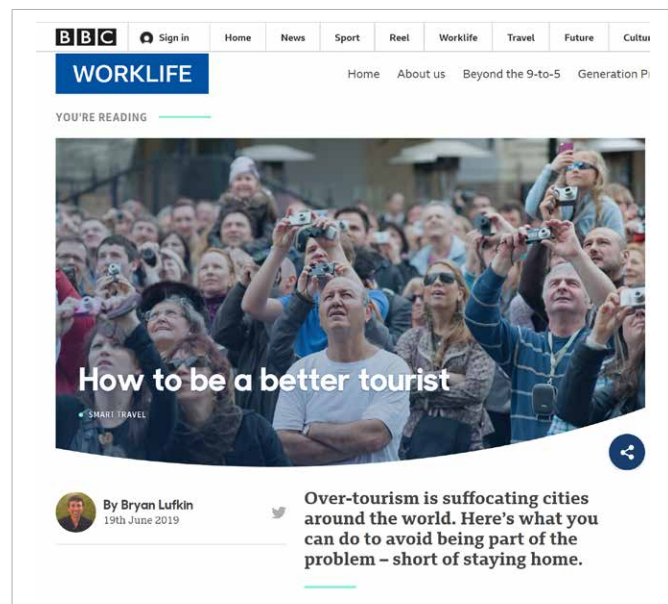 BBC Sign in Home News Sport Reel Worklife Travel Future
WORKLIFE
Home About us Beyond the 9-to-5 Generation
YOU'RE READING
How to be a better tourist
SMART TRAVEL
By Bryan Lufkin
19th June 2019
Over-tourism is suffocating cities
around the world. Here’s what you
can do to avoid being part of the
problem – short of staying home.